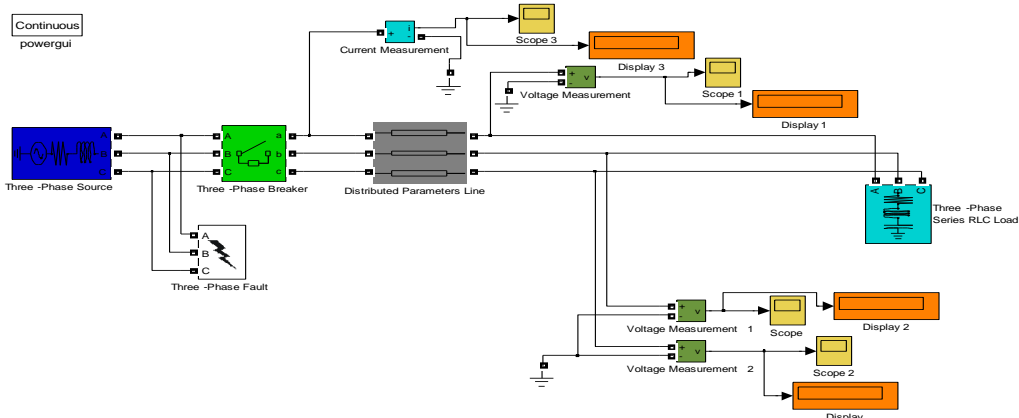 Continuous
powergui
i
+
-
Current Measurement
Scope 3
Display 3
+
-
v
Voltage Measurement
Scope 1
Display 1
A
B
C
a
b
c
Three -Phase Source
Three -Phase Breaker
Distributed Parameters Line
A
B
C
Three -Phase
Series RLC Load
A
B
C
Three -Phase Fault
+
-
v
Voltage Measurement 1
Scope
Display 2
+
-
v
Voltage Measurement 2
Scope 2
Display